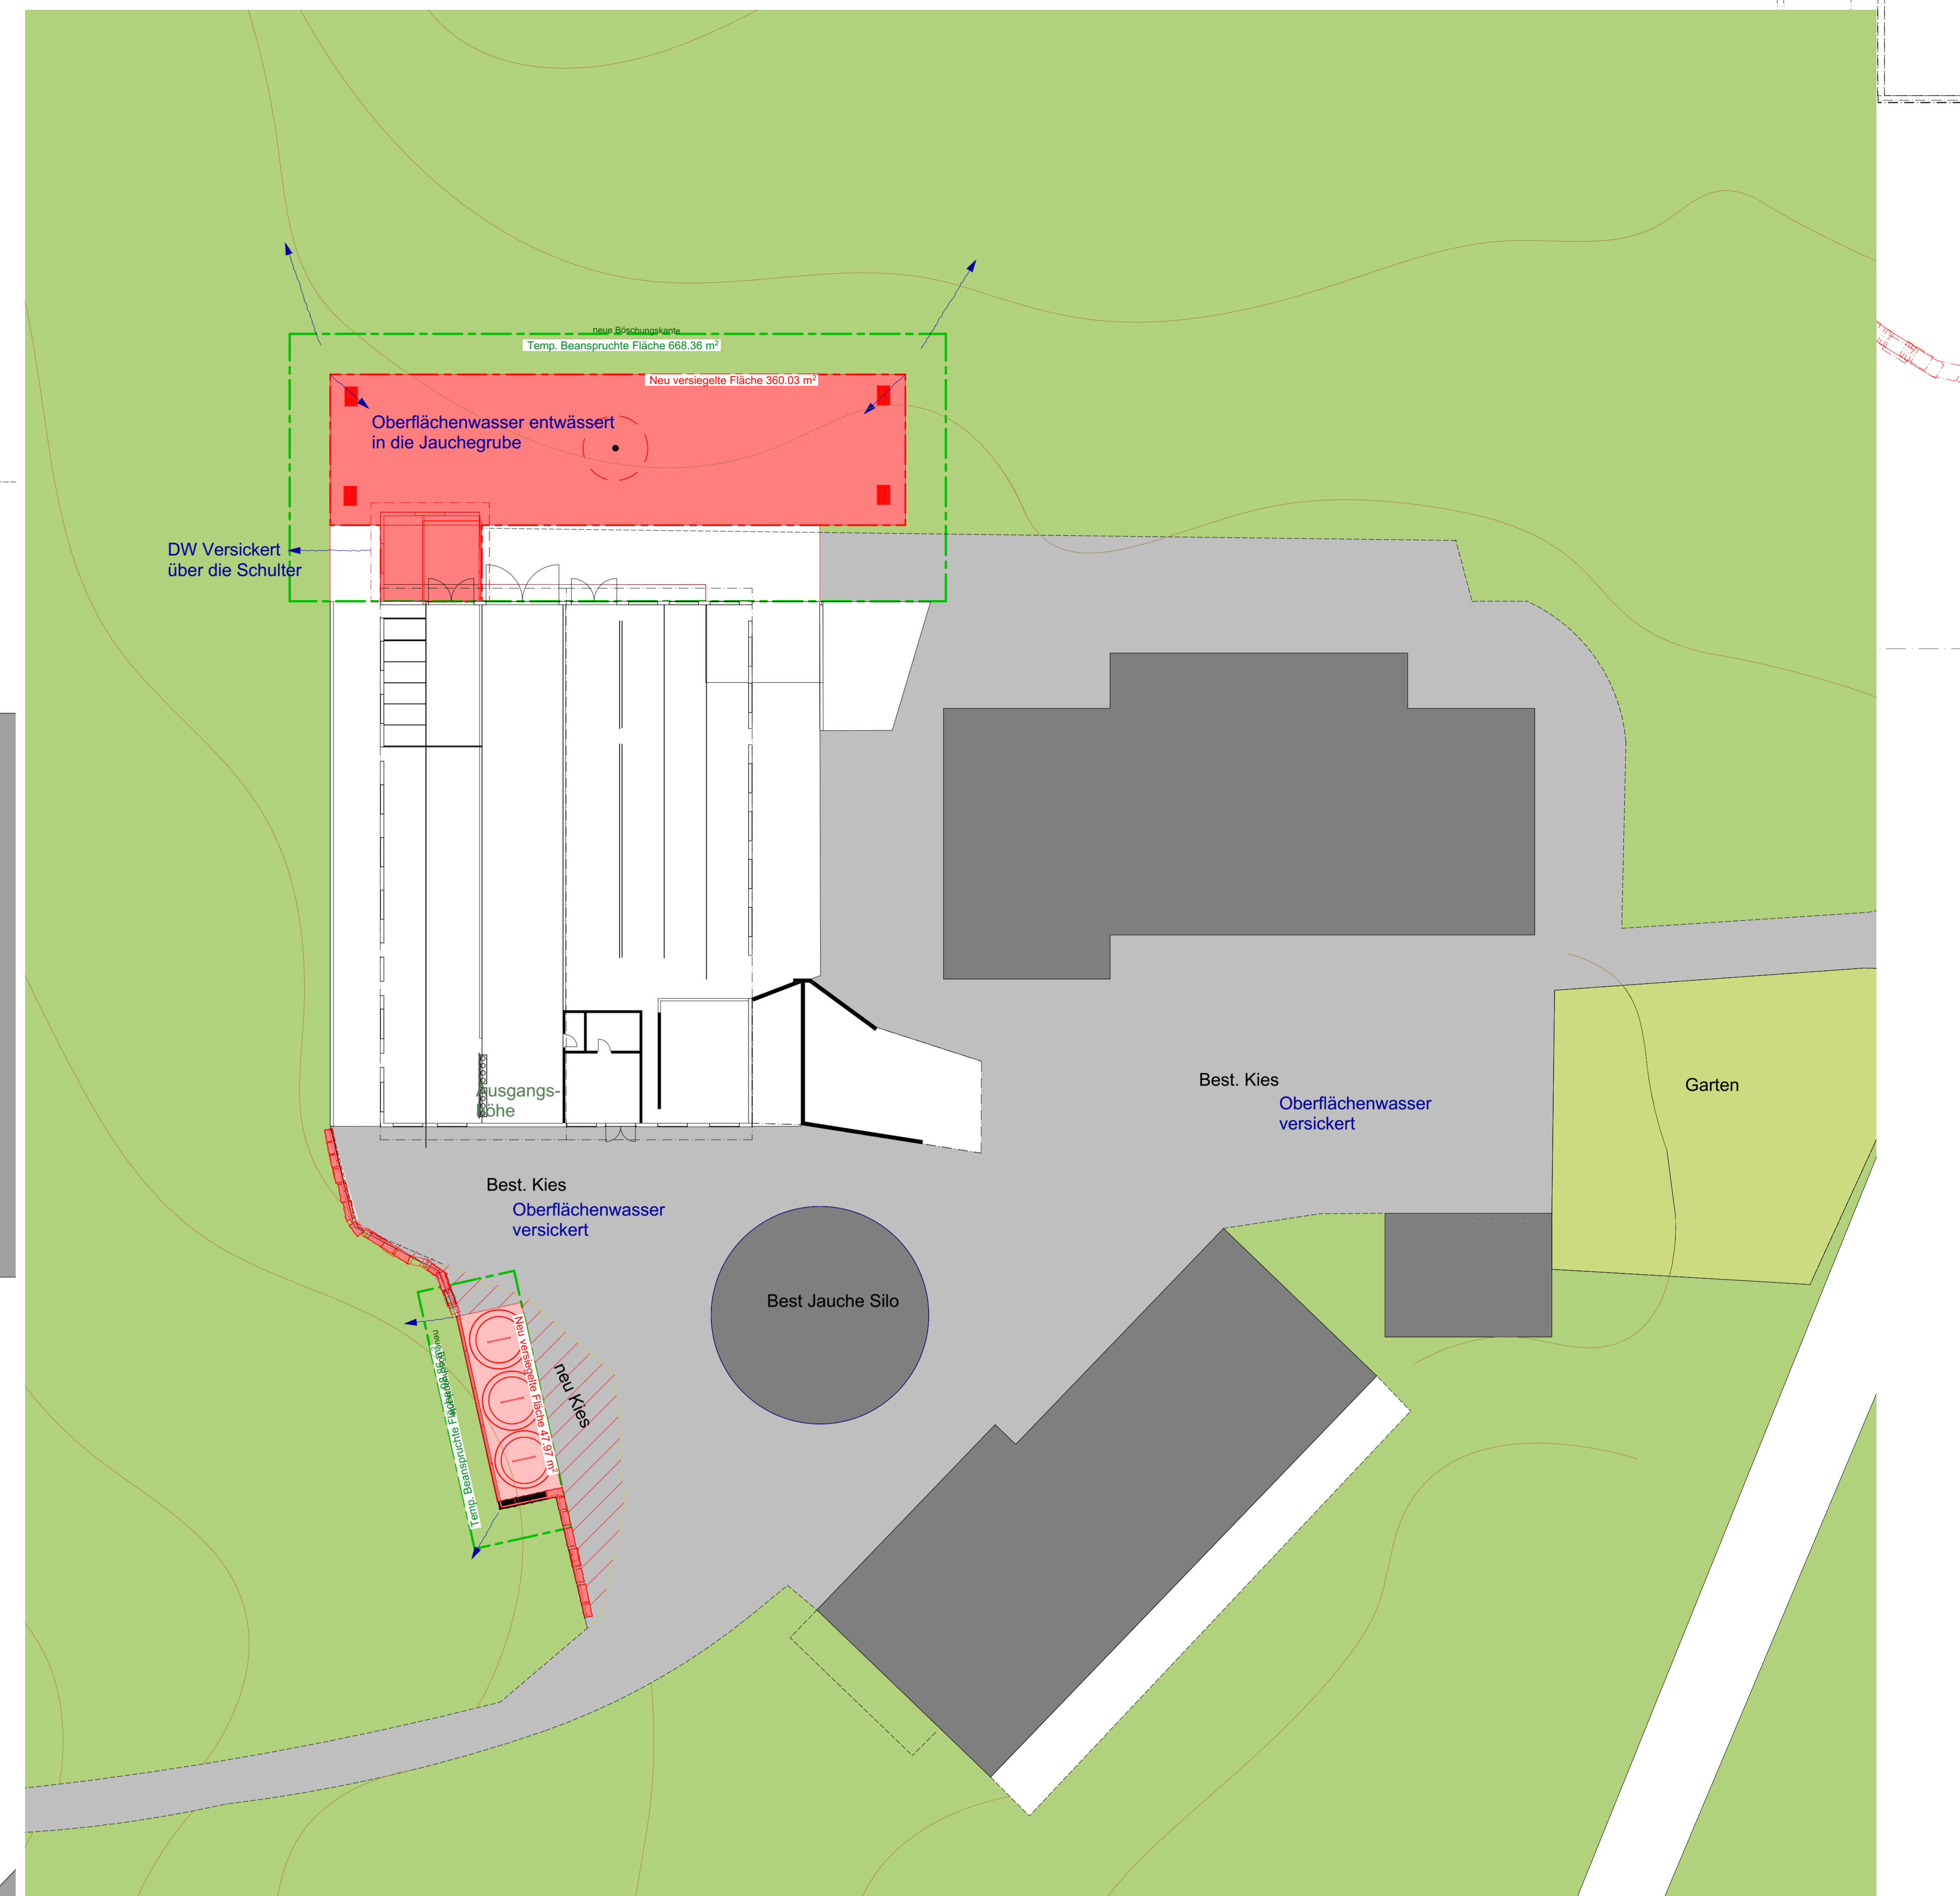 neue Böschungskante
Temp. Beanspruchte Fläche 668.36 m²
Neu versiegelte Fläche 360.03 m²
Oberflächenwasser entwässert
in die Jauchegrube
DW Versickert
über die Schulter
Ausgangs-
höhe
Best. Kies
Oberflächenwasser
versickert
Garten
Best. Kies
Oberflächenwasser
versickert
Best Jauche Silo
neu Kies
Neu versiegelte Fläche 47.97 m²
neue Böschungskante
Temp. Beanspruchte Fläche